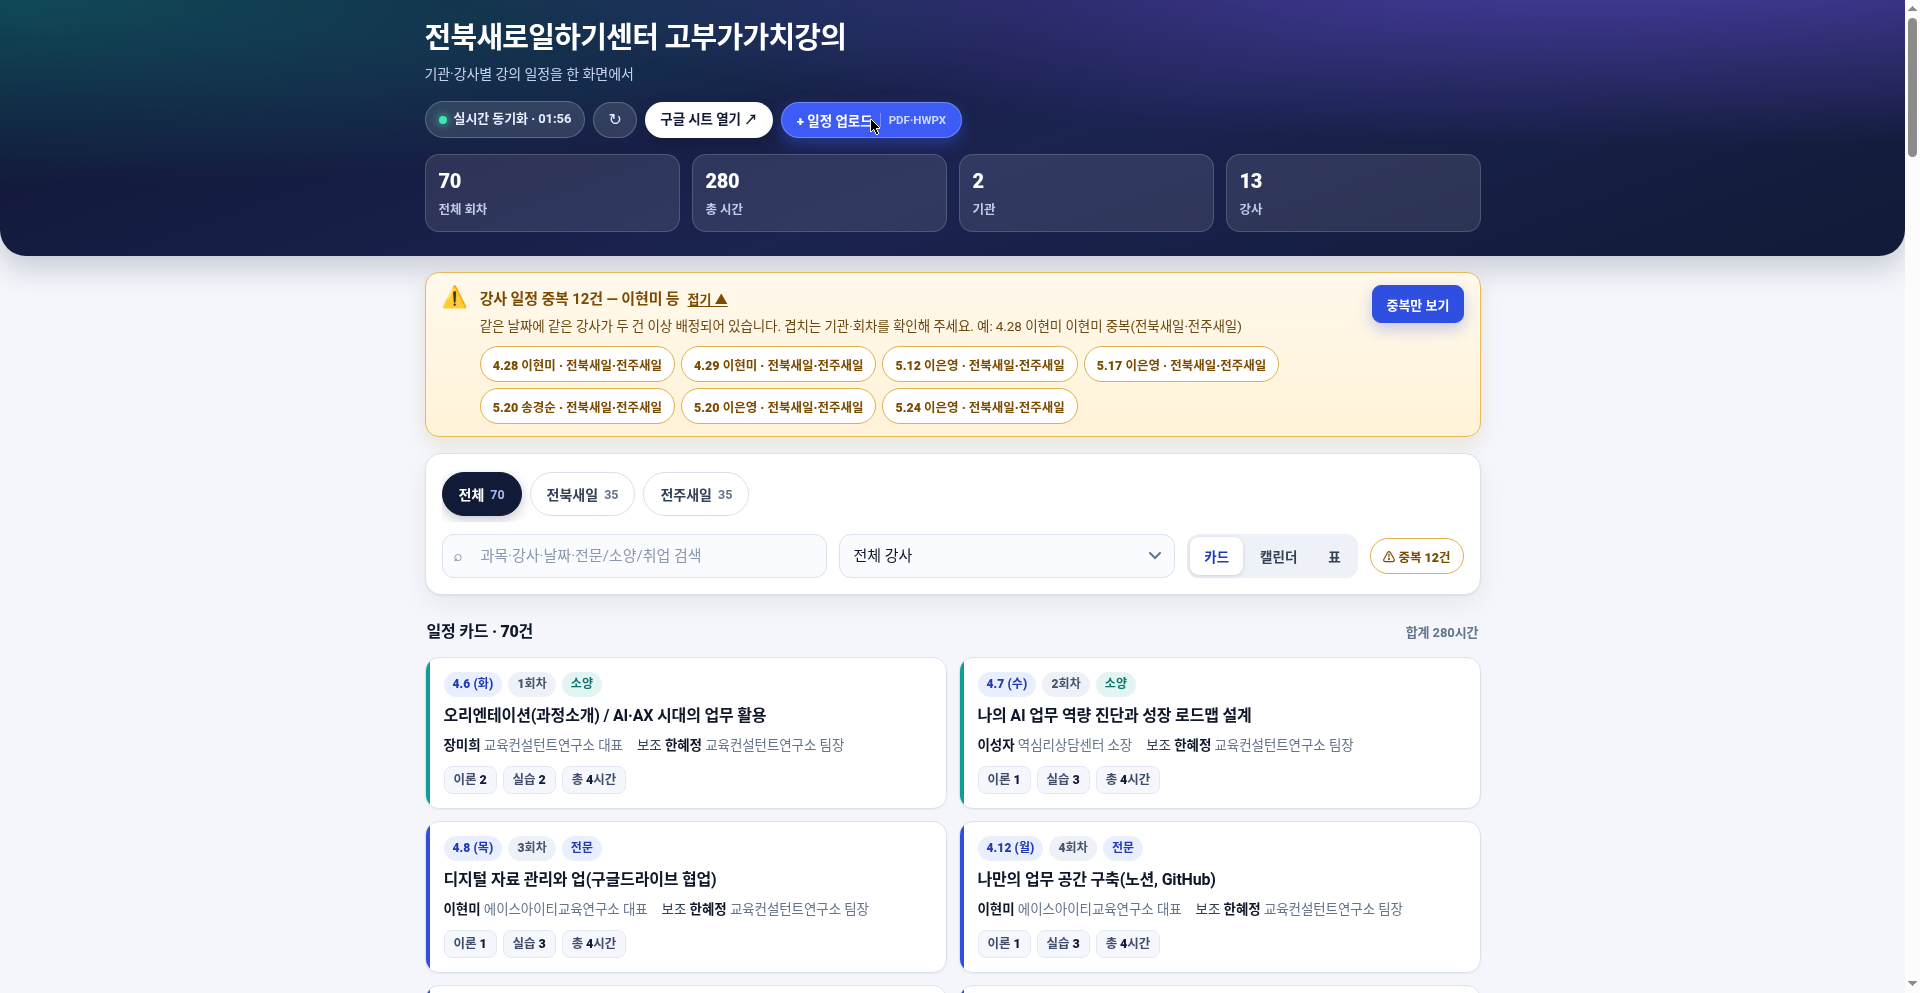 전북새로일하기센터 고부가가치강의
기관·강사별 강의 일정을 한 화면에서
실시간 동기화 · 01:56 ↻ 구글 시트 열기 ↗ + 일정 업로드 PDF·HWPX
70 280 2 13
전체 회차 총 시간 기관 강사
강사 일정 중복 12건 — 이현미 등 접기 ▲
중복만 보기
같은 날짜에 같은 강사가 두 건 이상 배정되어 있습니다. 겹치는 기관·회차를 확인해 주세요. 예: 4.28 이현미 이현미 중복(전북새일·전주새일)
4.28 이현미 · 전북새일·전주새일 4.29 이현미 · 전북새일·전주새일 5.12 이은영 · 전북새일·전주새일 5.17 이은영 · 전북새일·전주새일
5.20 송경순 · 전북새일·전주새일 5.20 이은영 · 전북새일·전주새일 5.24 이은영 · 전북새일·전주새일
전체 70 전북새일 35 전주새일 35
과목·강사·날짜·전문/소양/취업 검색 전체 강사 카드 캘린더 표 ⚠ 중복 12건
일정 카드 · 70건 합계 280시간
4.6 (화) 1회차 소양
오리엔테이션(과정소개) / AI·AX 시대의 업무 활용
장미희 교육컨설턴트연구소 대표 보조 한혜정 교육컨설턴트연구소 팀장
이론 2 실습 2 총 4시간
4.7 (수) 2회차 소양
나의 AI 업무 역량 진단과 성장 로드맵 설계
이성자 역심리상담센터 소장 보조 한혜정 교육컨설턴트연구소 팀장
이론 1 실습 3 총 4시간
4.8 (목) 3회차 전문
디지털 자료 관리와 업(구글드라이브 협업)
이현미 에이스아이티교육연구소 대표 보조 한혜정 교육컨설턴트연구소 팀장
이론 1 실습 3 총 4시간
4.12 (월) 4회차 전문
나만의 업무 공간 구축(노션, GitHub)
이현미 에이스아이티교육연구소 대표 보조 한혜정 교육컨설턴트연구소 팀장
이론 1 실습 3 총 4시간